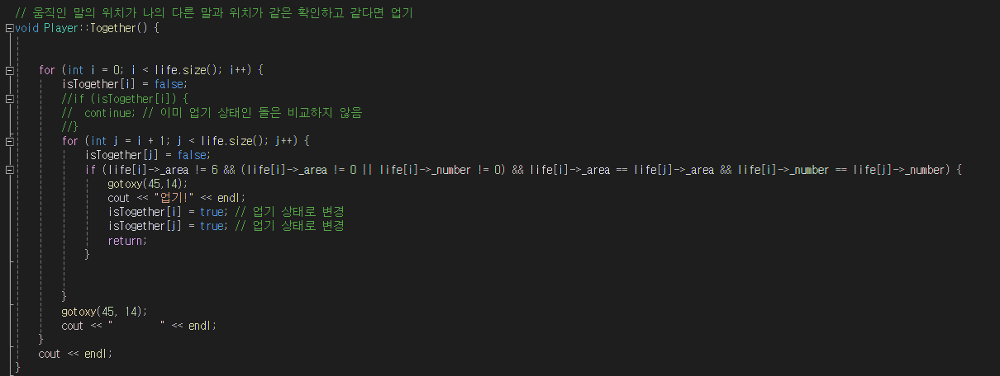 // 움직인 말의 위치가 나의 다른 말과 위치가 같은 확인하고 같다면 업기
void Player::Together() {
for (int i = 0; i < life.size(); i++) {
isTogether[i] = false;
//if (isTogether[i]) {
// continue; // 이미 업기 상태인 돌은 비교하지 않음
//}
for (int j = i + 1; j < life.size(); j++) {
isTogether[j] = false;
if (life[i]->_area != 6 && (life[i]->_area != 0 || life[i]->_number != 0) && life[i]->_area == life[j]->_area && life[i]->_number == life[j]->_number) {
gotoxy(45,14);
cout << "업기!" << endl;
isTogether[i] = true; // 업기 상태로 변경
isTogether[j] = true; // 업기 상태로 변경
return;
}
}
gotoxy(45, 14);
cout << "        " << endl;
}
cout << endl;
}